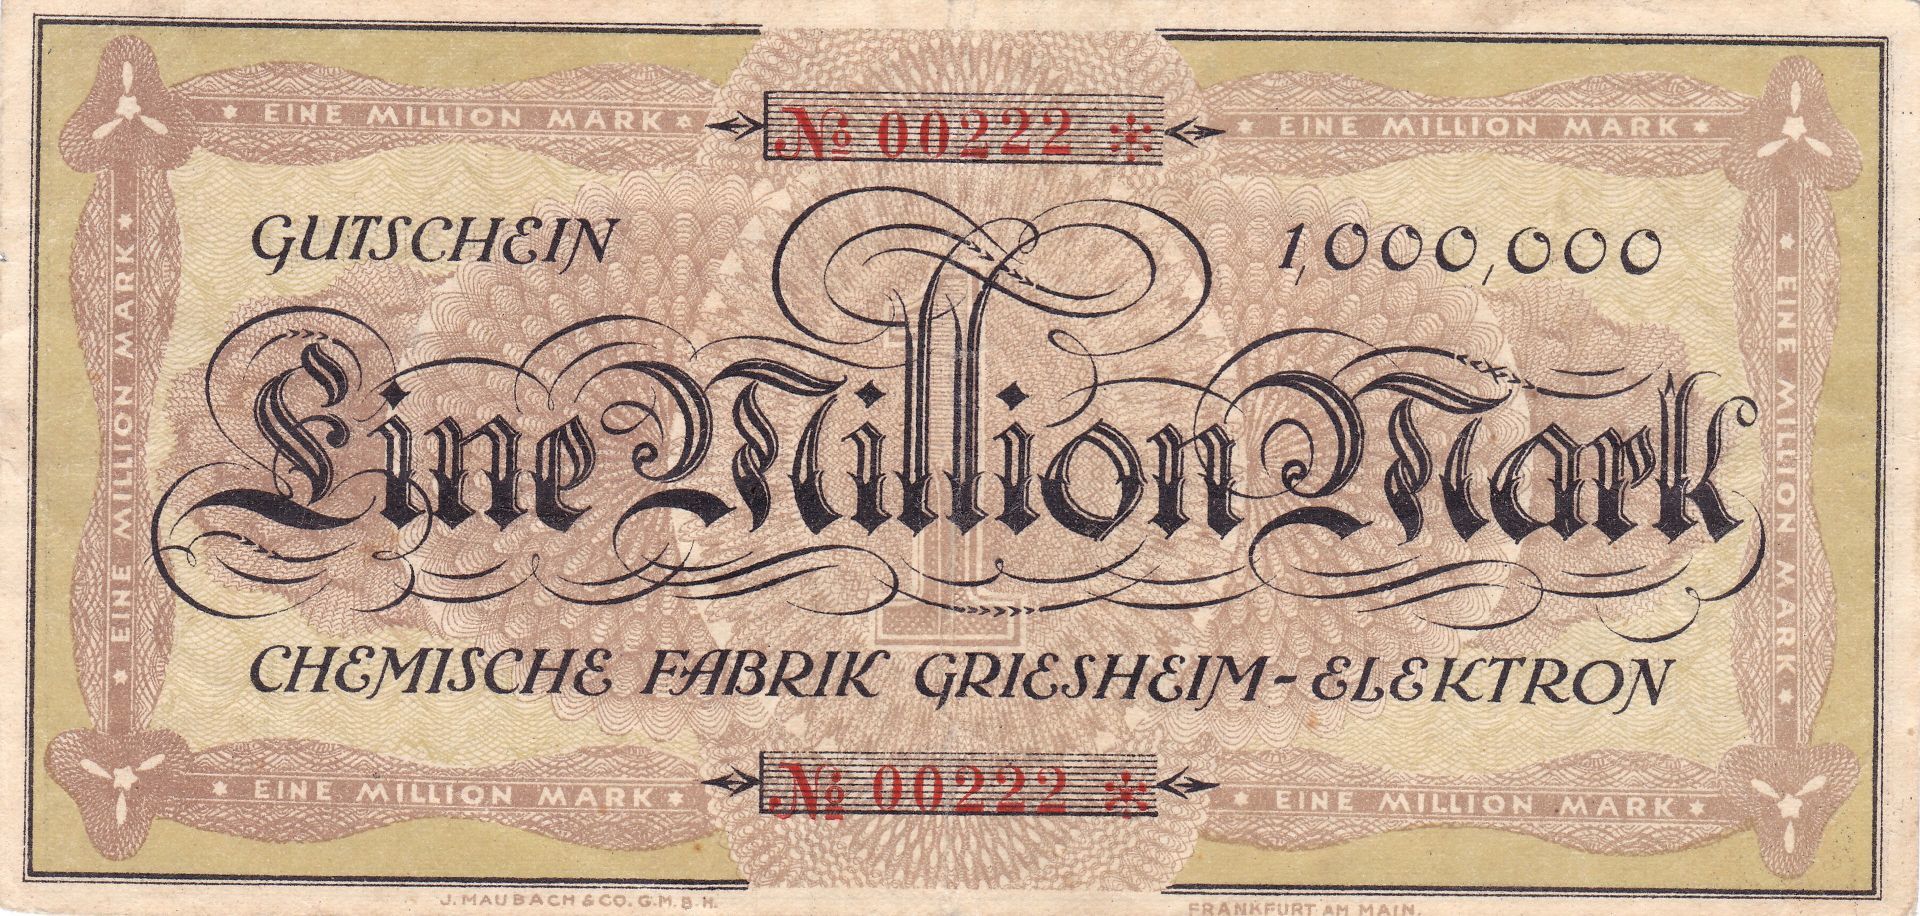 * EINE MILLION MARK *
№ 00222 *
* EINE MILLION MARK *
* EINE MILLION MARK *
* EINE MILLION MARK *
GUTSCHEIN
1,000,000
Eine Million Mark
CHEMISCHE FABRIK GRIESHEIM-ELEKTRON
* EINE MILLION MARK *
№ 00222 *
* EINE MILLION MARK *
J. MAUBACH & CO. G.M.B.H.
FRANKFURT AM MAIN.